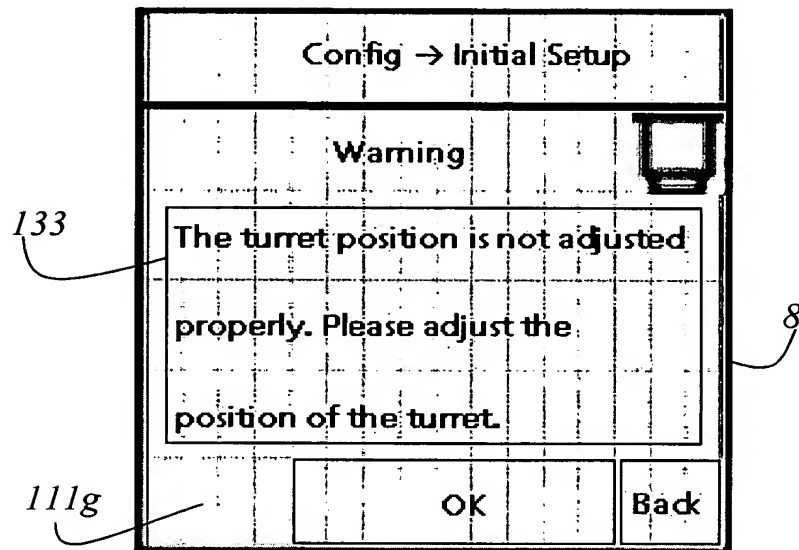 Config → Initial Setup
Warning
133
The turret position is not adjusted
properly. Please adjust the
position of the turret.
8
111g
OK
Back